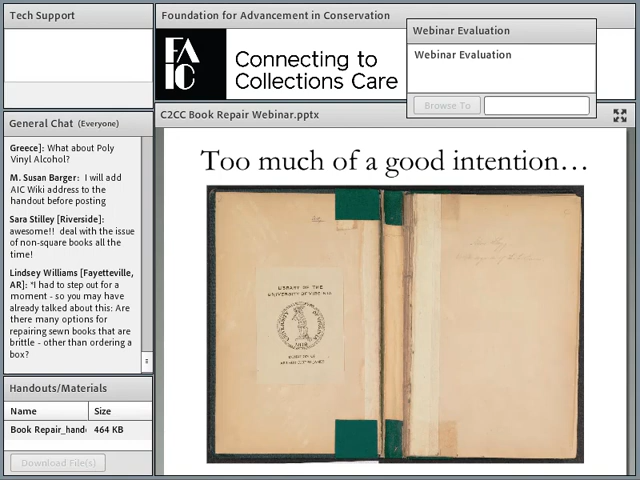 Tech Support
Foundation for Advancement in Conservation
FA
IC
Connecting to
Collections Care
Webinar Evaluation
Webinar Evaluation
Browse To
General Chat (Everyone)
Greece]: What about Poly
Vinyl Alcohol?
M. Susan Barger: I will add
AIC Wiki address to the
handout before posting
Sara Stilley [Riverside]:
awesome!! deal with the issue
of non-square books all the
time!
Lindsey Williams [Fayetteville,
AR]: *I had to step out for a
moment - so you may have
already talked about this: Are
there many options for
repairing sewn books that are
brittle - other than ordering a
box?
Handouts/Materials
Name Size
Book Repair_hand 464 KB
Download File(s)
C2CC Book Repair Webinar.pptx
Too much of a good intention...
LIBRARY OF THE
UNIVERSITY OF VIRGINIA